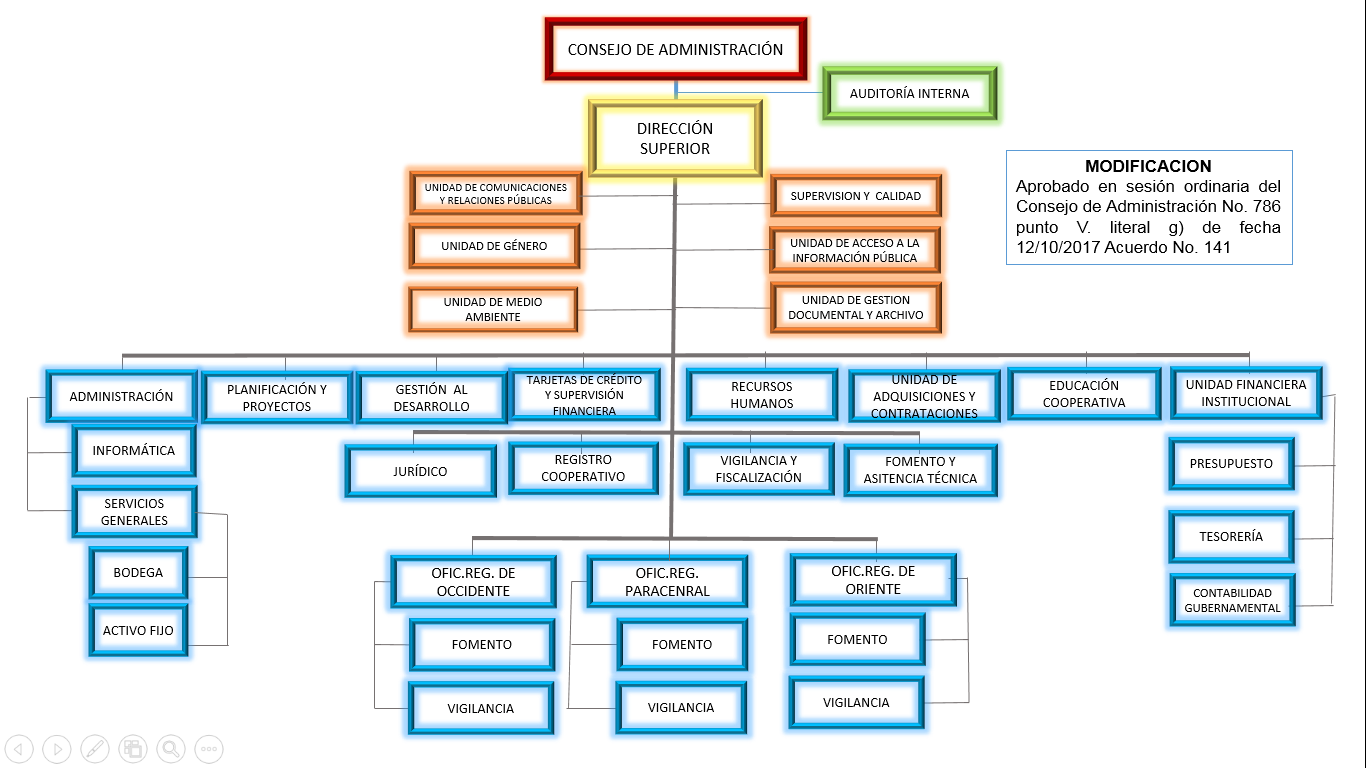 CONSEJO DE ADMINISTRACIÓN
AUDITORÍA INTERNA
DIRECCIÓN
SUPERIOR
MODIFICACION
Aprobado en sesión ordinaria del
Consejo de Administración No. 786
punto V. literal g) de fecha
12/10/2017 Acuerdo No. 141
UNIDAD DE COMUNICACIONES
Y RELACIONES PÚBLICAS
SUPERVISION Y CALIDAD
UNIDAD DE GÉNERO
UNIDAD DE ACCESO A LA
INFORMACIÓN PÚBLICA
UNIDAD DE MEDIO
AMBIENTE
UNIDAD DE GESTION
DOCUMENTAL Y ARCHIVO
ADMINISTRACIÓN
PLANIFICACIÓN Y
PROYECTOS
GESTIÓN AL
DESARROLLO
TARJETAS DE CRÉDITO
Y SUPERVISIÓN
FINANCIERA
RECURSOS
HUMANOS
UNIDAD DE
ADQUISICIONES Y
CONTRATACIONES
EDUCACIÓN
COOPERATIVA
UNIDAD FINANCIERA
INSTITUCIONAL
INFORMÁTICA
SERVICIOS
GENERALES
BODEGA
ACTIVO FIJO
JURÍDICO
REGISTRO
COOPERATIVO
VIGILANCIA Y
FISCALIZACIÓN
FOMENTO Y
ASITENCIA TÉCNICA
PRESUPUESTO
TESORERÍA
CONTABILIDAD
GUBERNAMENTAL
OFIC.REG. DE
OCCIDENTE
FOMENTO
VIGILANCIA
OFIC.REG.
PARACENRAL
FOMENTO
VIGILANCIA
OFIC.REG. DE
ORIENTE
FOMENTO
VIGILANCIA